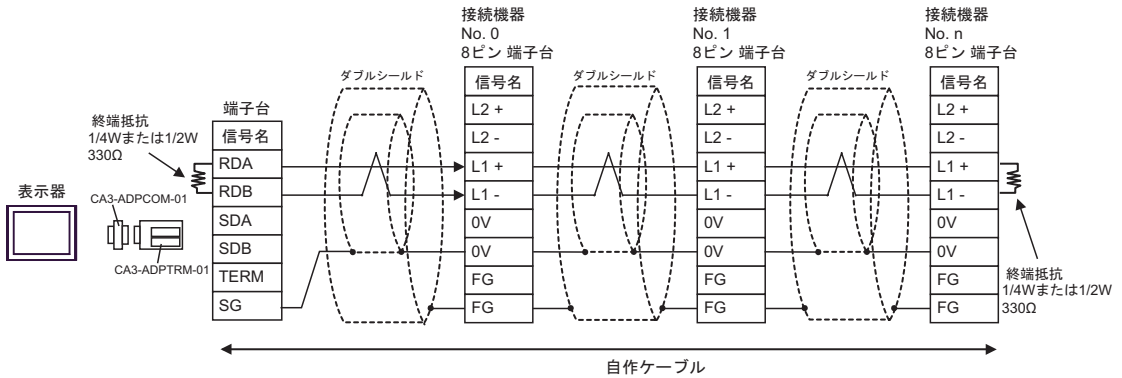 表示器
CA3-ADPCOM-01
CA3-ADPTRM-01
終端抵抗
1/4Wまたは1/2W
330Ω
端子台
信号名
RDA
RDB
SDA
SDB
TERM
SG
ダブルシールド
接続機器
No. 0
8ピン 端子台
信号名
L2 +
L2 -
L1 +
L1 -
0V
0V
FG
FG
ダブルシールド
接続機器
No. 1
8ピン 端子台
信号名
L2 +
L2 -
L1 +
L1 -
0V
0V
FG
FG
ダブルシールド
接続機器
No. n
8ピン 端子台
信号名
L2 +
L2 -
L1 +
L1 -
0V
0V
FG
FG
終端抵抗
1/4Wまたは1/2W
330Ω
自作ケーブル